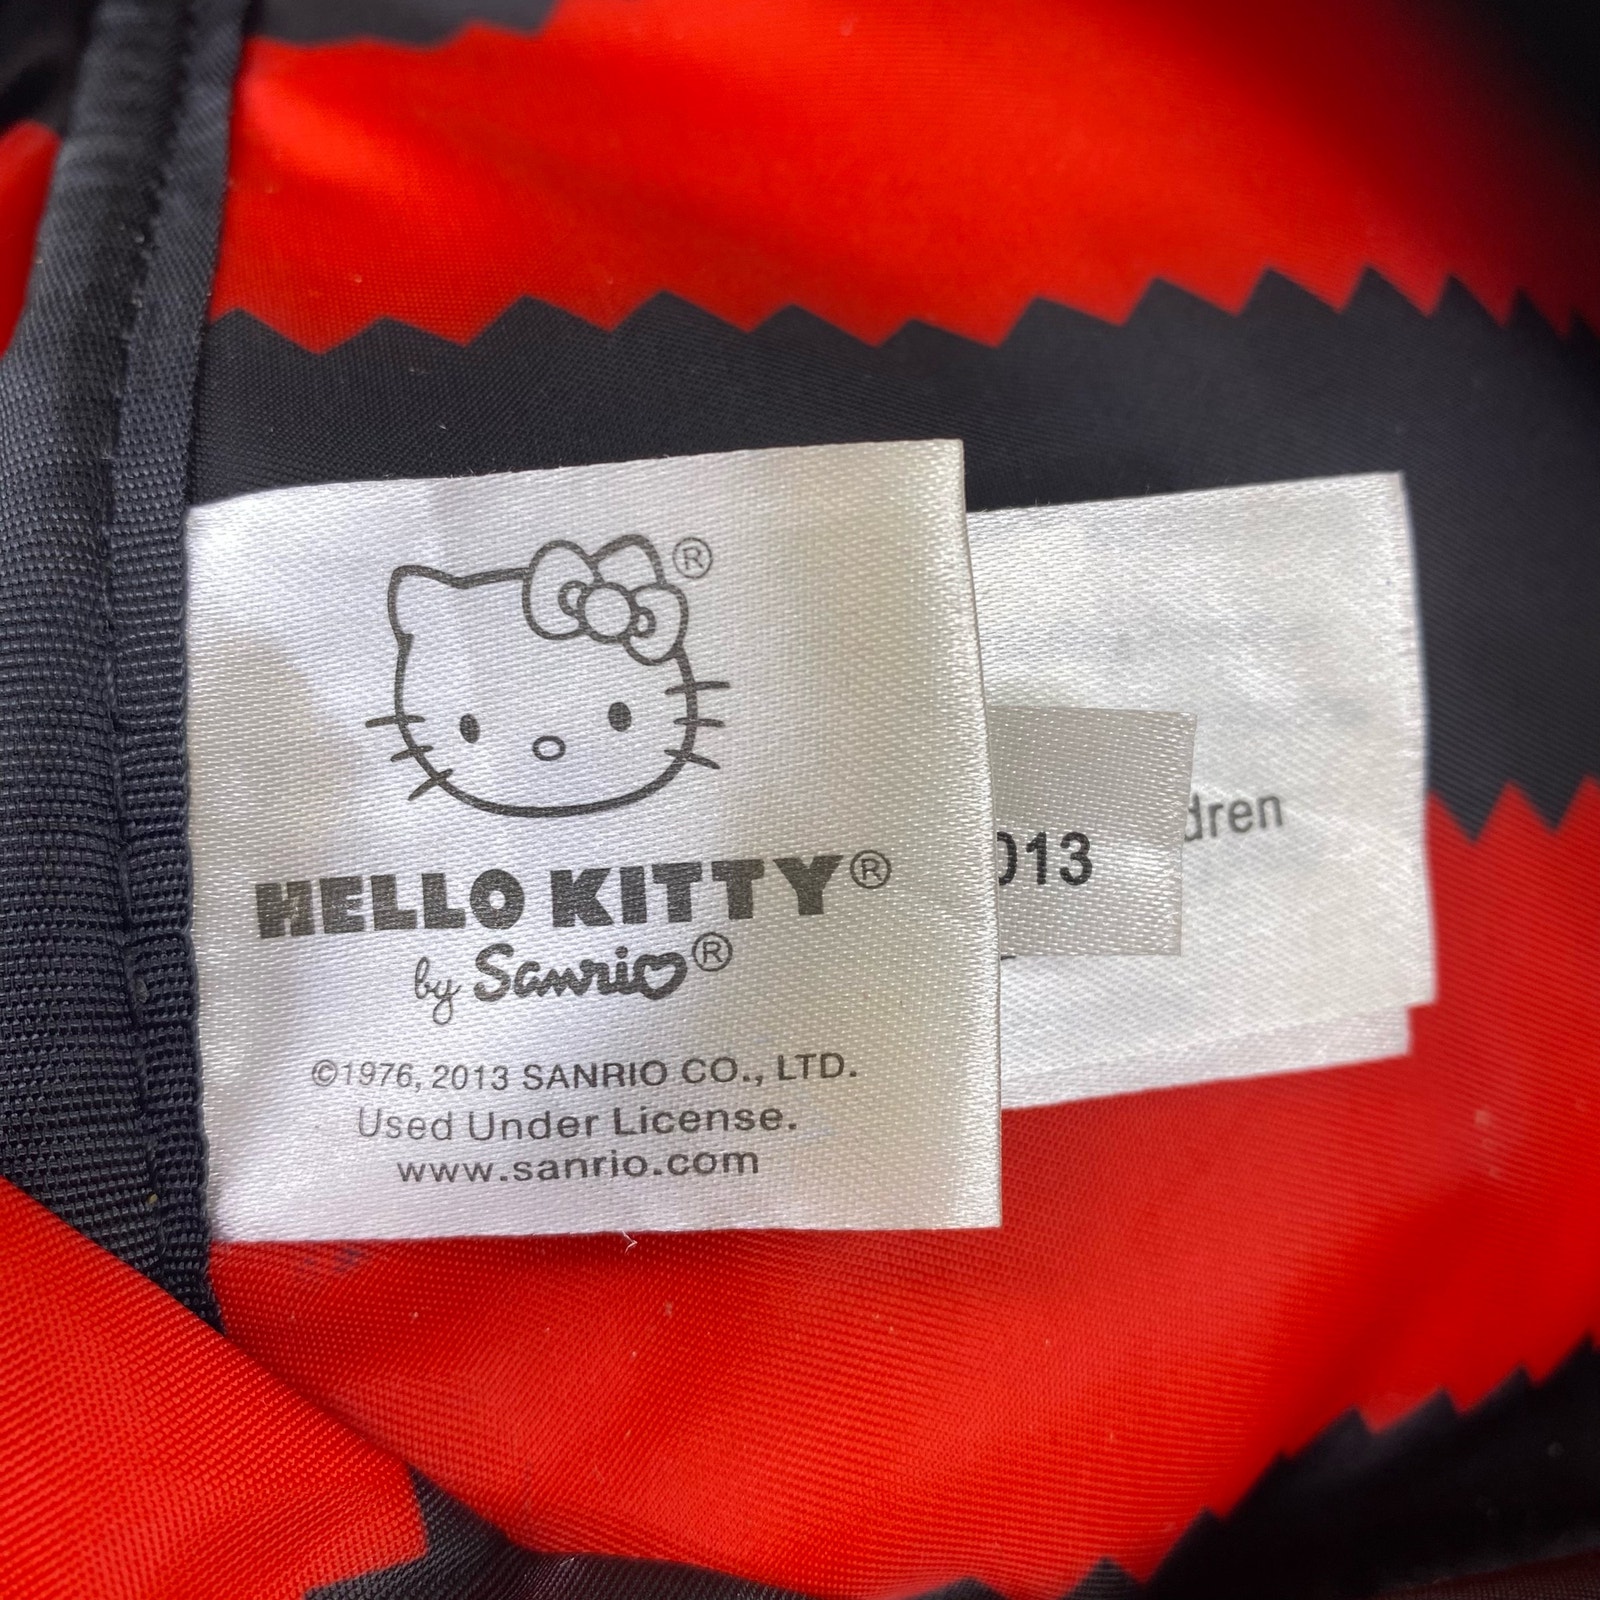 ®
HELLO KITTY®
by Sanrio®
©1976, 2013 SANRIO CO., LTD.
Used Under License.
www.sanrio.com
013
dren